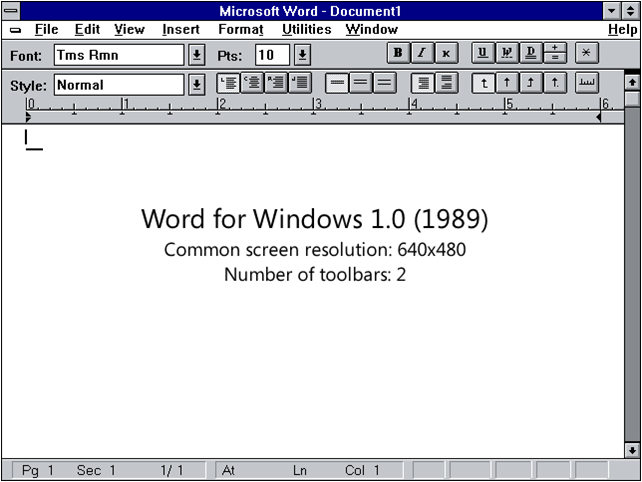 Microsoft Word - Document1
File Edit View Insert Format Utilities Window Help
Font: Tms Rmn Pts: 10 B I K U W D
Style: Normal L C R J
0 1 2 3 4 5 6
Word for Windows 1.0 (1989)
Common screen resolution: 640x480
Number of toolbars: 2
Pg 1 Sec 1 1/ 1 At Ln Col 1